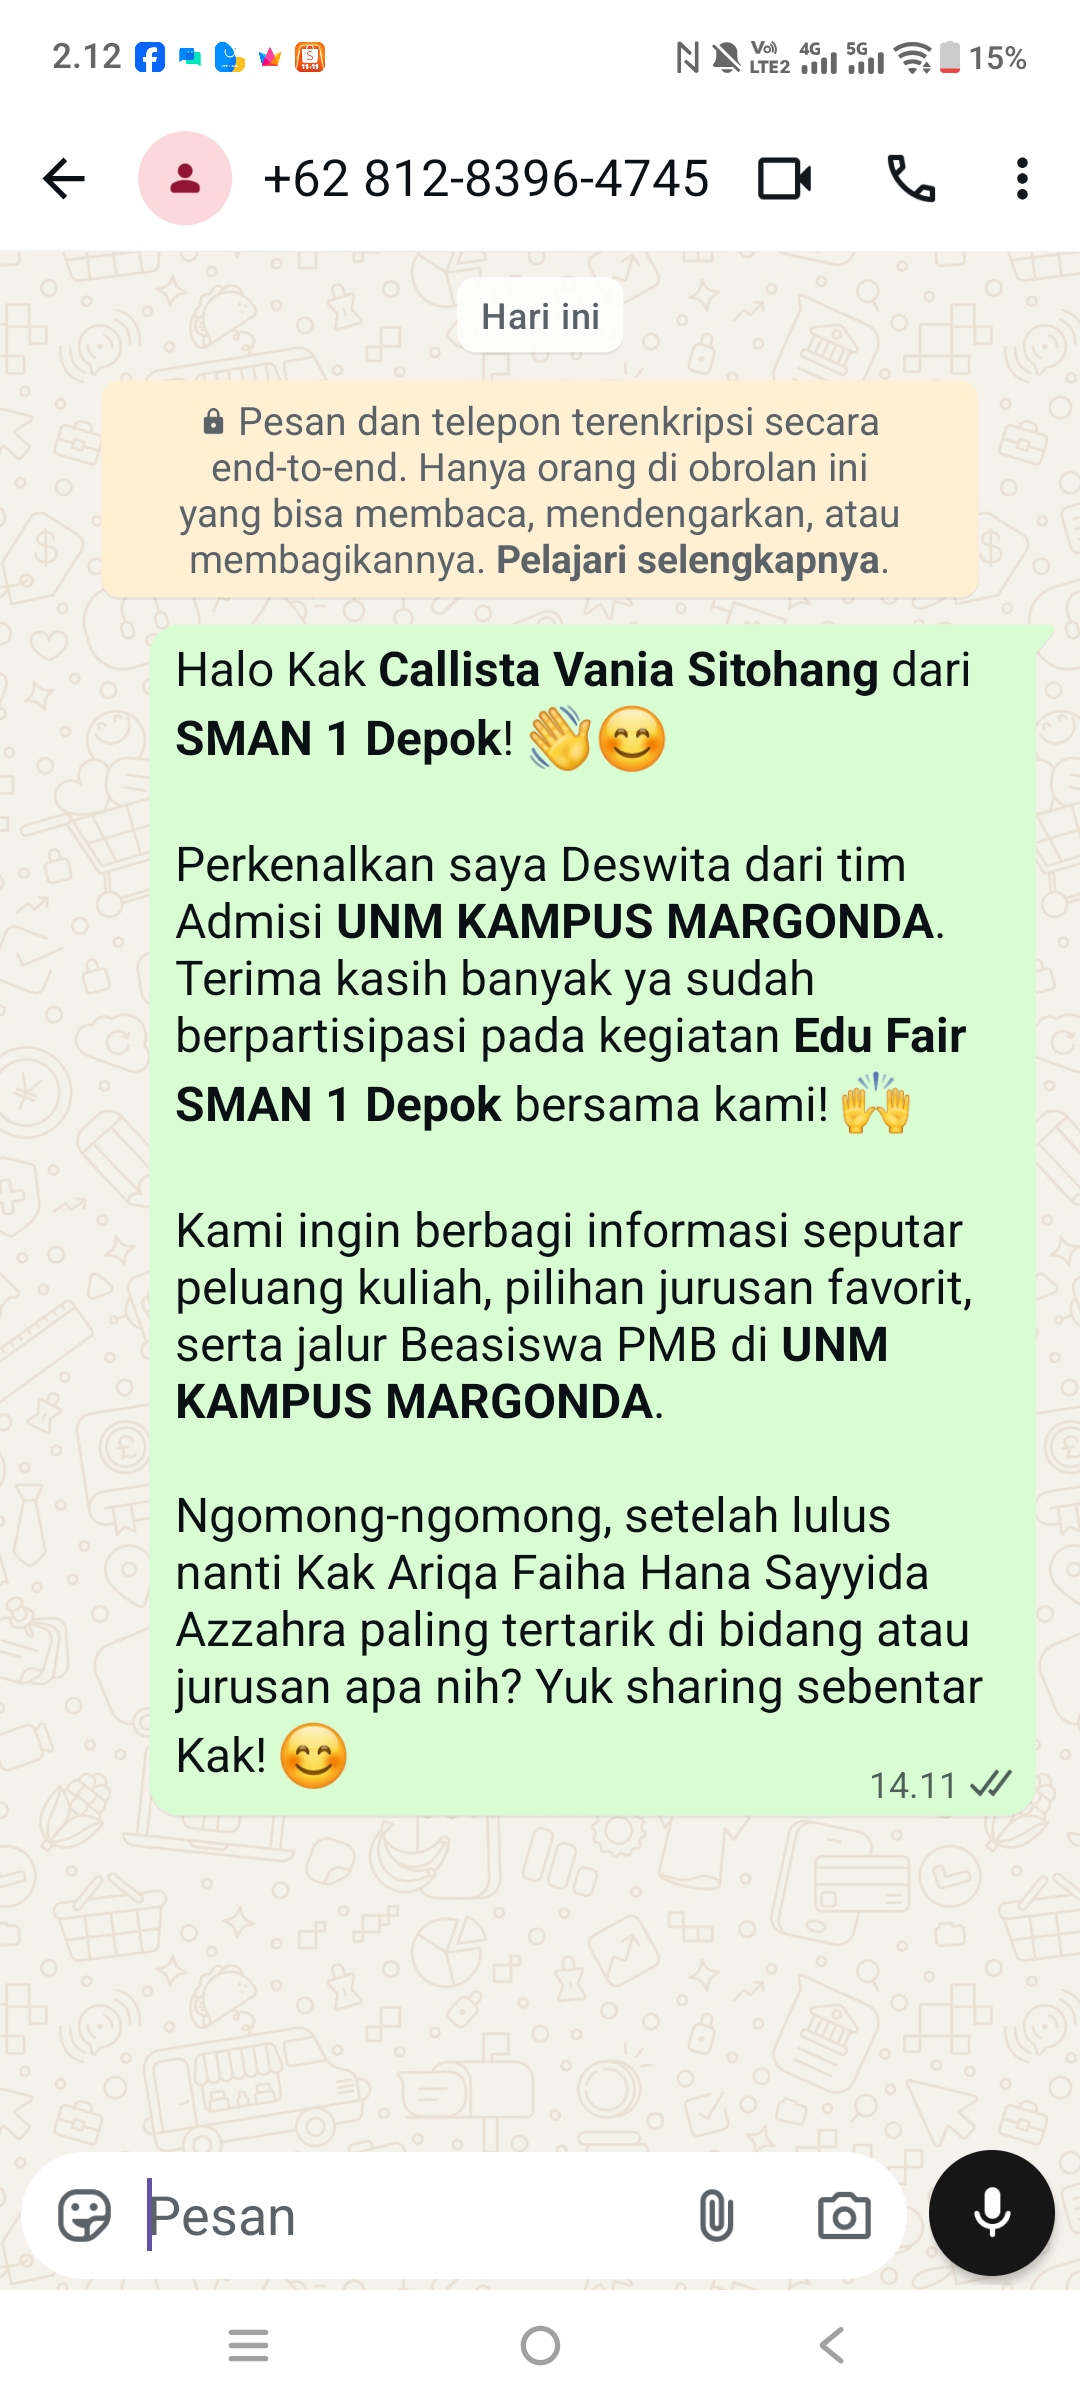 2.12
Vo) LTE2 4G 5G 15%
+62 812-8396-4745
Hari ini
Pesan dan telepon terenkripsi secara
end-to-end. Hanya orang di obrolan ini
yang bisa membaca, mendengarkan, atau
membagikannya. Pelajari selengkapnya.
Halo Kak Callista Vania Sitohang dari
SMAN 1 Depok! 👋😊
Perkenalkan saya Deswita dari tim
Admisi UNM KAMPUS MARGONDA.
Terima kasih banyak ya sudah
berpartisipasi pada kegiatan Edu Fair
SMAN 1 Depok bersama kami! 🙌
Kami ingin berbagi informasi seputar
peluang kuliah, pilihan jurusan favorit,
serta jalur Beasiswa PMB di UNM
KAMPUS MARGONDA.
Ngomong-ngomong, setelah lulus
nanti Kak Ariqa Faiha Hana Sayyida
Azzahra paling tertarik di bidang atau
jurusan apa nih? Yuk sharing sebentar
Kak! 😊
14.11
Pesan